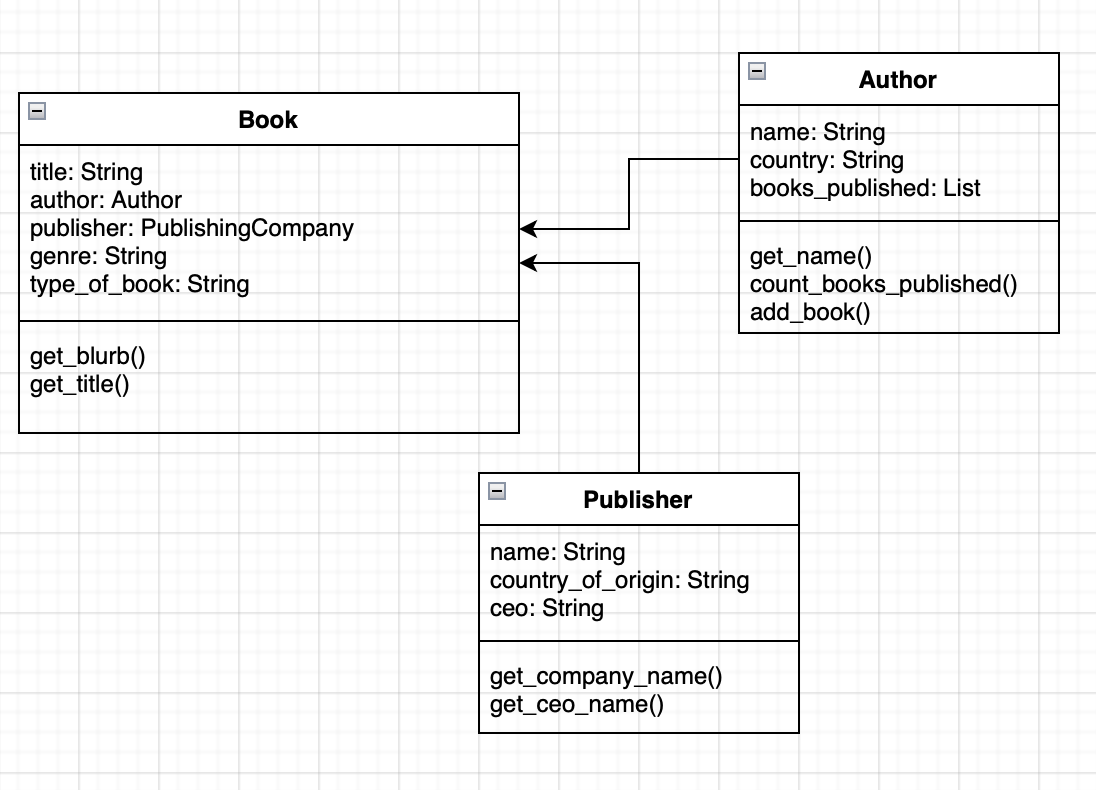 Book
title: String
author: Author
publisher: PublishingCompany
genre: String
type_of_book: String
get_blurb()
get_title()
Author
name: String
country: String
books_published: List
get_name()
count_books_published()
add_book()
Publisher
name: String
country_of_origin: String
ceo: String
get_company_name()
get_ceo_name()